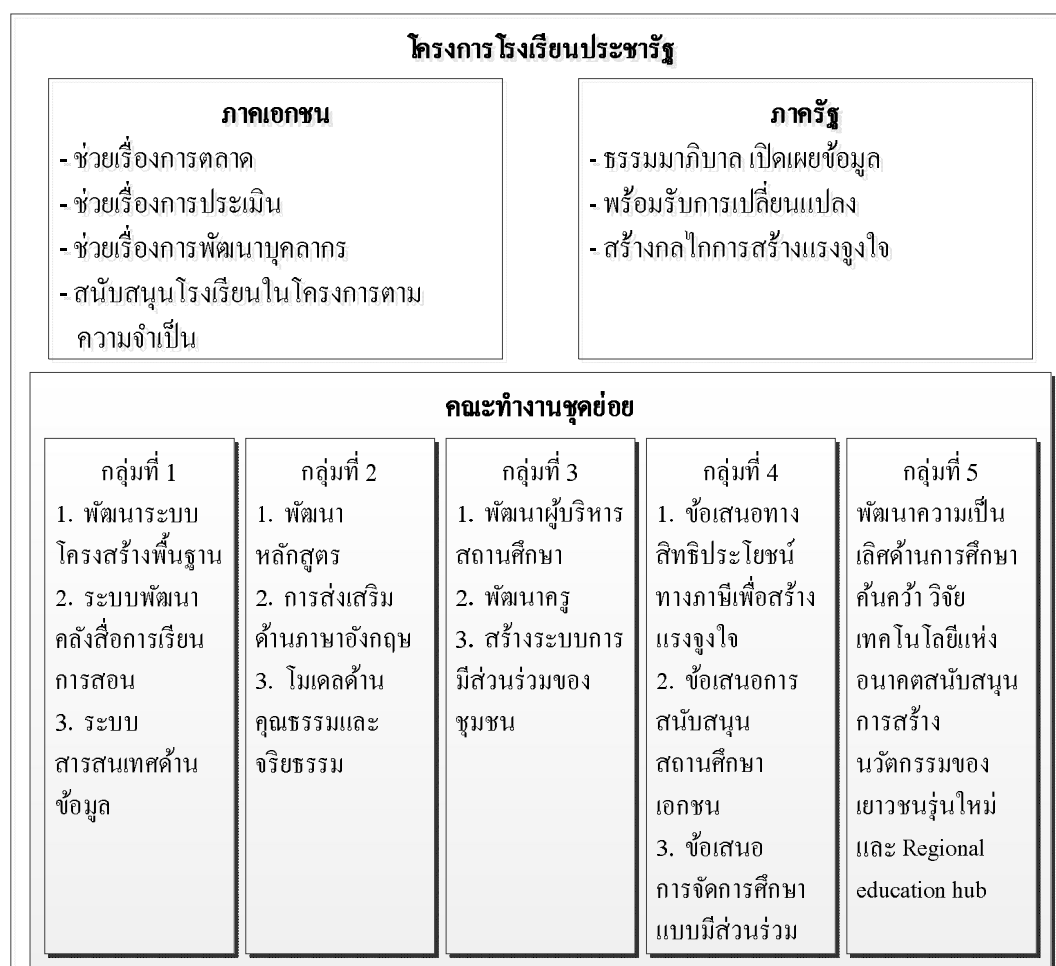 โครงการโรงเรียนประชารัฐ
ภาคเอกชน
- ช่วยเรื่องการตลาด
- ช่วยเรื่องการประเมิน
- ช่วยเรื่องการพัฒนาบุคลากร
- สนับสนุนโรงเรียนในโครงการตาม
ความจำเป็น
ภาครัฐ
- ธรรมมาภิบาล เปิดเผยข้อมูล
- พร้อมรับการเปลี่ยนแปลง
- สร้างกลไกการสร้างแรงจูงใจ
คณะทำงานชุดย่อย
กลุ่มที่ 1
1. พัฒนาระบบ
โครงสร้างพื้นฐาน
2. ระบบพัฒนา
คลังสื่อการเรียน
การสอน
3. ระบบ
สารสนเทศด้าน
ข้อมูล
กลุ่มที่ 2
1. พัฒนา
หลักสูตร
2. การส่งเสริม
ด้านภาษาอังกฤษ
3. โมเดลด้าน
คุณธรรมและ
จริยธรรม
กลุ่มที่ 3
1. พัฒนาผู้บริหาร
สถานศึกษา
2. พัฒนาครู
3. สร้างระบบการ
มีส่วนร่วมของ
ชุมชน
กลุ่มที่ 4
1. ข้อเสนอทาง
สิทธิประโยชน์
ทางภาษีเพื่อสร้าง
แรงจูงใจ
2. ข้อเสนอการ
สนับสนุน
สถานศึกษา
เอกชน
3. ข้อเสนอ
การจัดการศึกษา
แบบมีส่วนร่วม
กลุ่มที่ 5
พัฒนาความเป็น
เลิศด้านการศึกษา
ค้นคว้า วิจัย
เทคโนโลยีแห่ง
อนาคตสนับสนุน
การสร้าง
นวัตกรรมของ
เยาวชนรุ่นใหม่
และ Regional
education hub